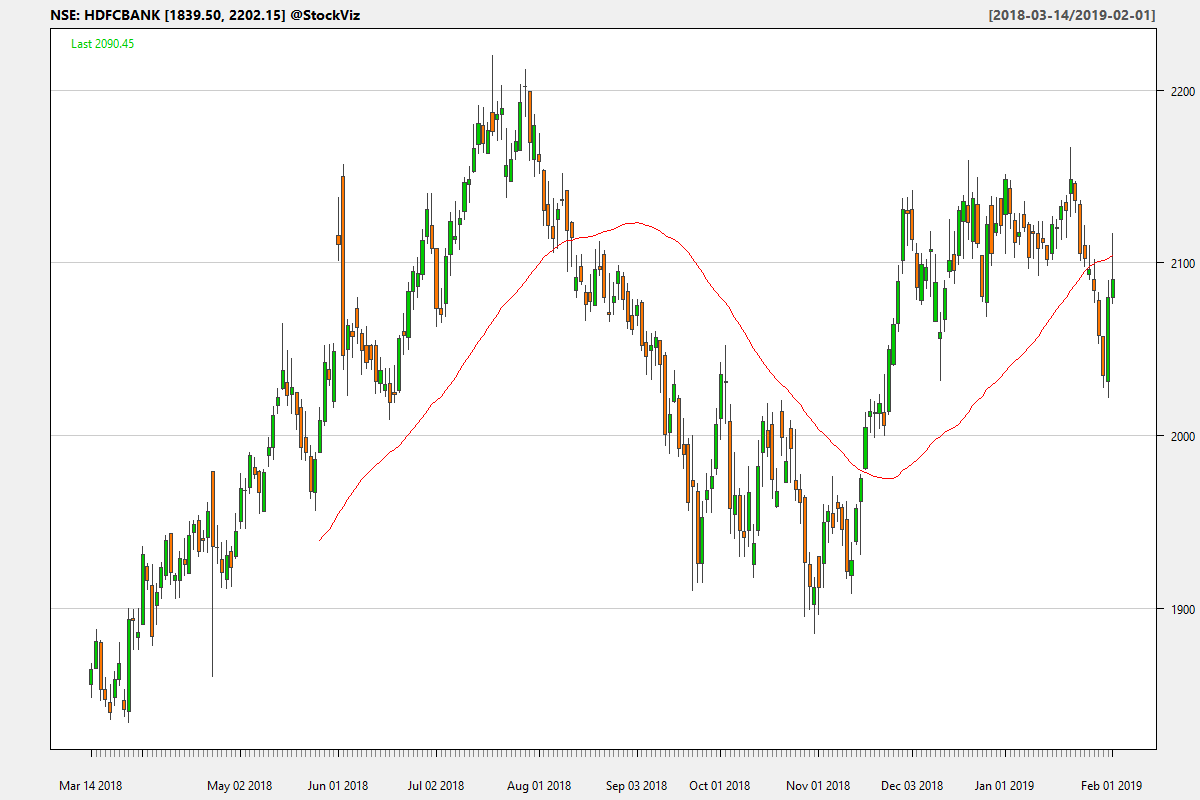 NSE: HDFCBANK [1839.50, 2202.15] @StockViz
[2018-03-14/2019-02-01]
Last 2090.45
2200
2100
2000
1900
Mar 14 2018 May 02 2018 Jun 01 2018 Jul 02 2018 Aug 01 2018 Sep 03 2018 Oct 01 2018 Nov 01 2018 Dec 03 2018 Jan 01 2019 Feb 01 2019